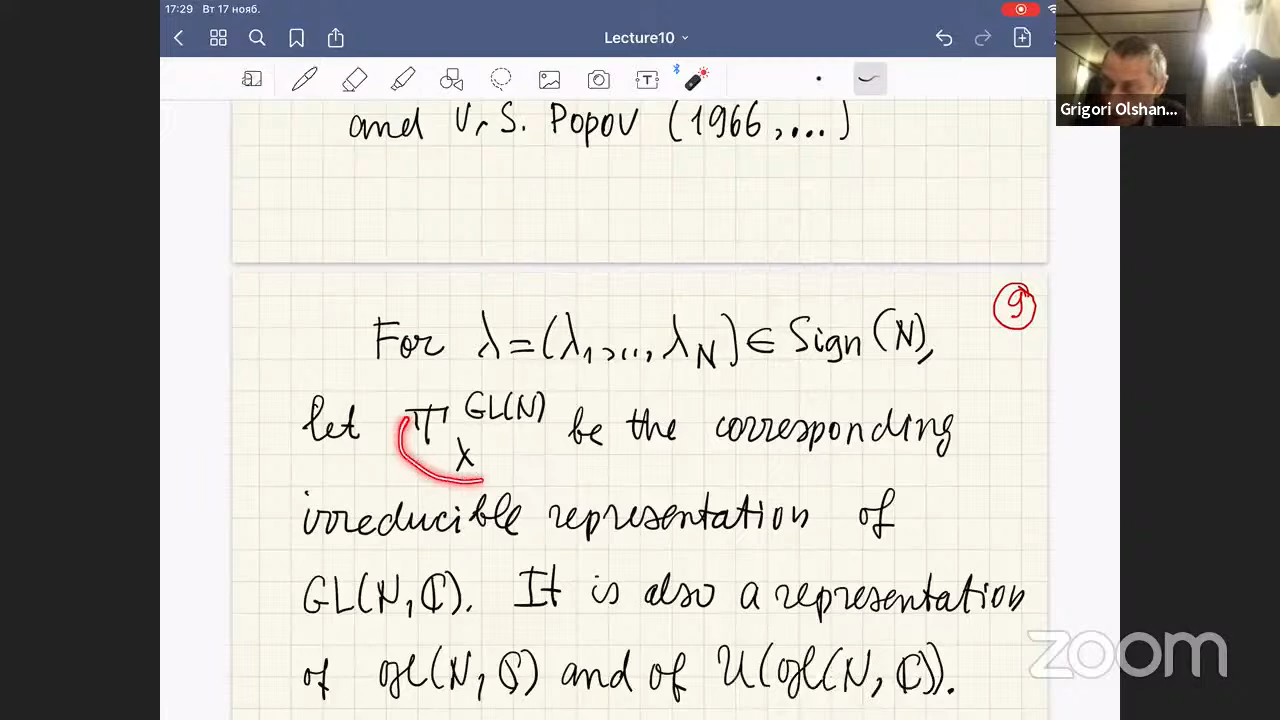 17:29 Вт 17 нояб.
Lecture10
Grigori Olshan...
and V. S. Popov (1966,...)
9
For λ=(λ₁,..., λ_N) ∈ Sign(N),
let π_λ^{GL(N)} be the corresponding
irreducible representation of
GL(N,ℂ). It is also a representation
of gl(N,ℂ) and of U(gl(N,ℂ)).
zoom